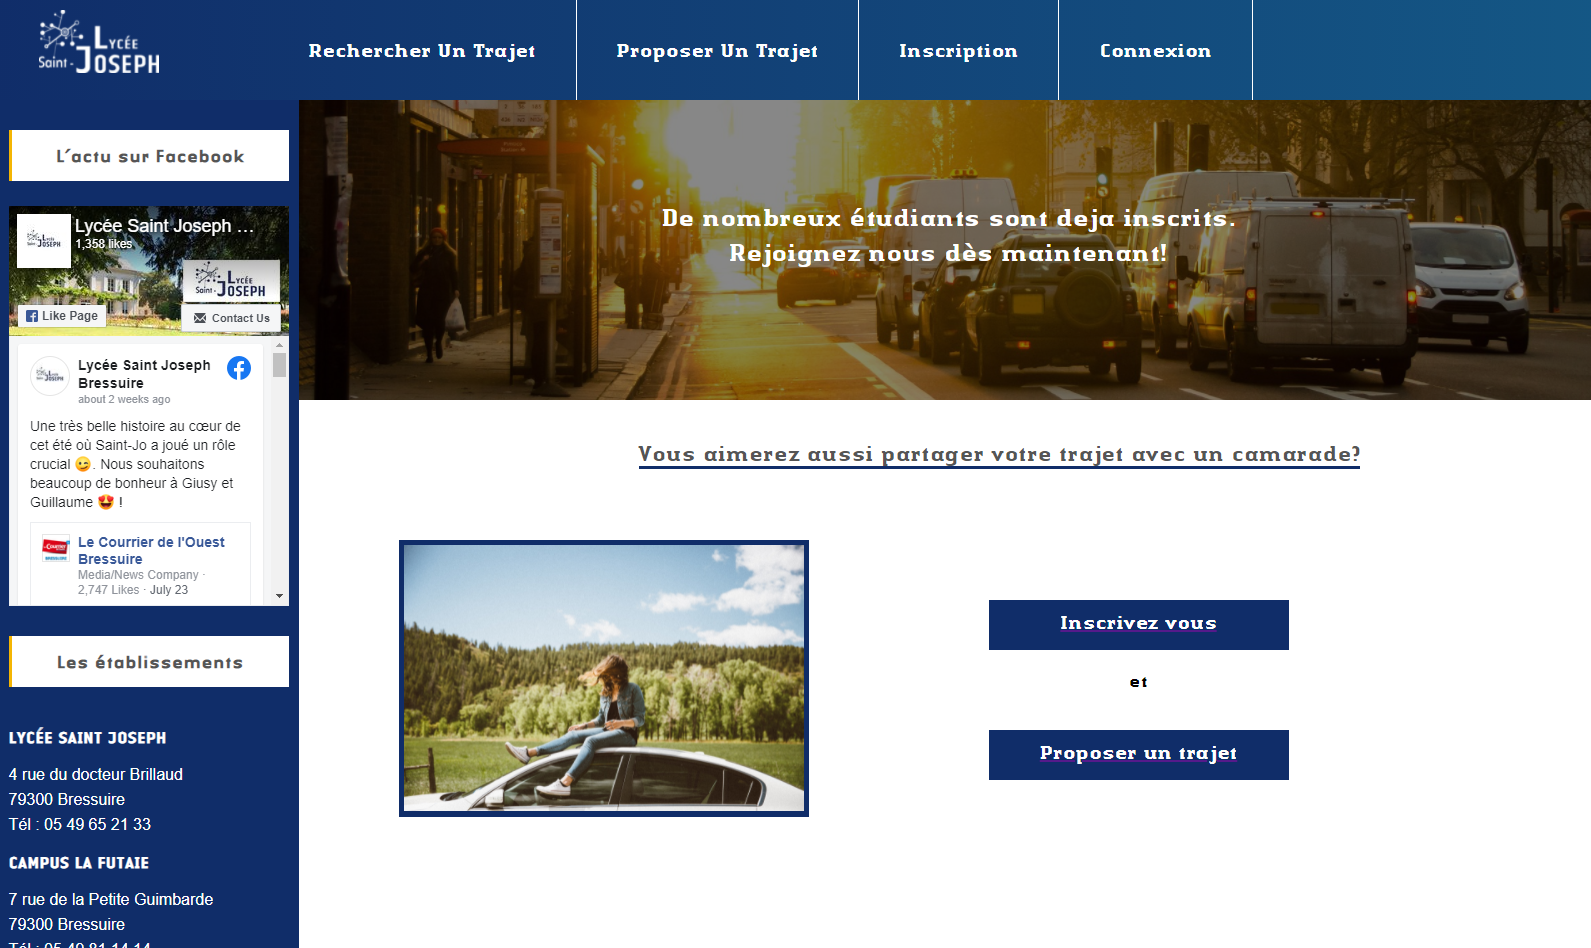 Lycée
Saint - Joseph
Rechercher Un Trajet
Proposer Un Trajet
Inscription
Connexion
L'actu sur Facebook
Lycée Saint Joseph ...
1,358 likes
Lycée
Saint - Joseph
Like Page
Contact Us
Lycée Saint Joseph
Bressuire
about 2 weeks ago
Une très belle histoire au cœur de
cet été où Saint-Jo a joué un rôle
crucial 😉. Nous souhaitons
beaucoup de bonheur à Giusy et
Guillaume 😍 !
Le Courrier de l'Ouest
Bressuire
Media/News Company ·
2,747 Likes · July 23
Les établissements
LYCÉE SAINT JOSEPH
4 rue du docteur Brillaud
79300 Bressuire
Tél : 05 49 65 21 33
CAMPUS LA FUTAIE
7 rue de la Petite Guimbarde
79300 Bressuire
Tél : 05 49 81 14 14
De nombreux étudiants sont deja inscrits.
Rejoignez nous dès maintenant!
Vous aimerez aussi partager votre trajet avec un camarade?
Inscrivez vous
et
Proposer un trajet